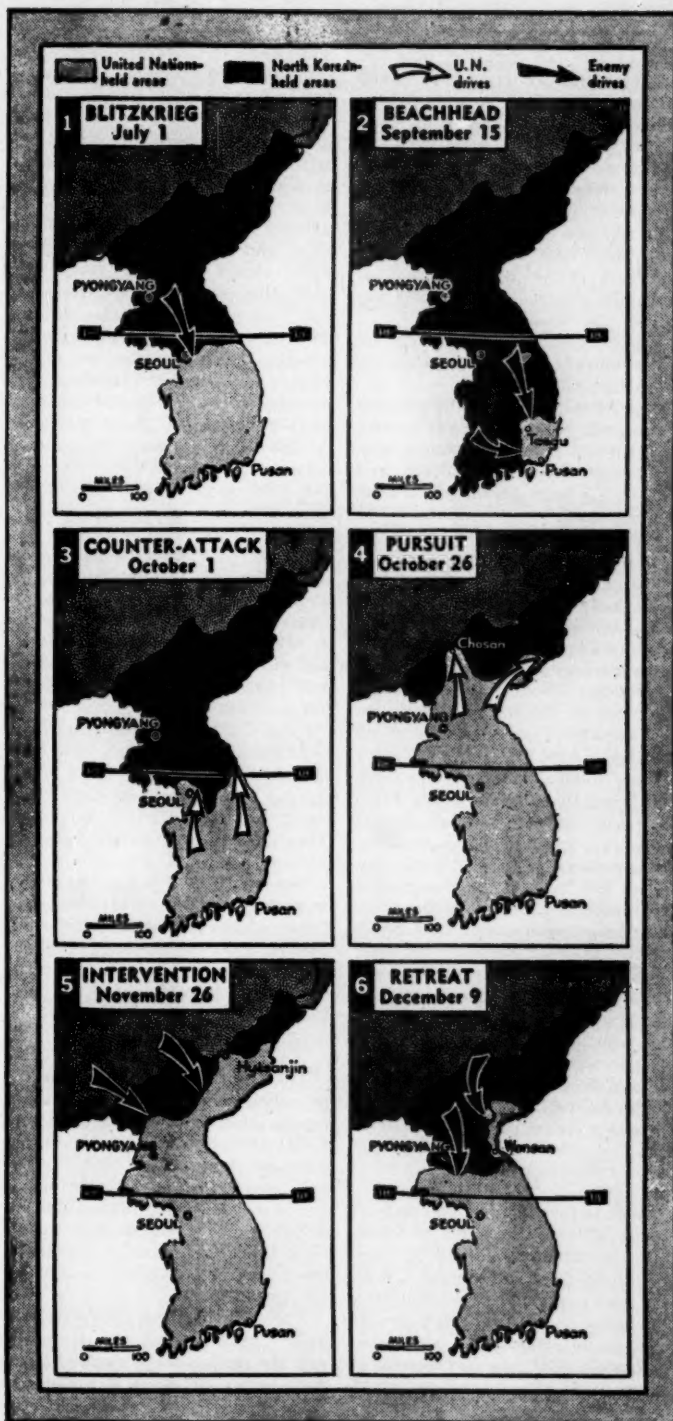 United Nations-
held areas
North Korean-
held areas
U. N.
drives
Enemy
drives
1 BLITZKRIEG
July 1
PYONGYANG
SEOUL
Pusan
MILES
0 100
2 BEACHHEAD
September 15
PYONGYANG
SEOUL
Taegu
Pusan
MILES
0 100
3 COUNTER-ATTACK
October 1
PYONGYANG
SEOUL
Pusan
MILES
0 100
4 PURSUIT
October 26
Chosan
PYONGYANG
SEOUL
Pusan
MILES
0 100
5 INTERVENTION
November 26
Hyesanjin
PYONGYANG
SEOUL
Pusan
MILES
0 100
6 RETREAT
December 9
PYONGYANG
Wonsan
SEOUL
Pusan
MILES
0 100